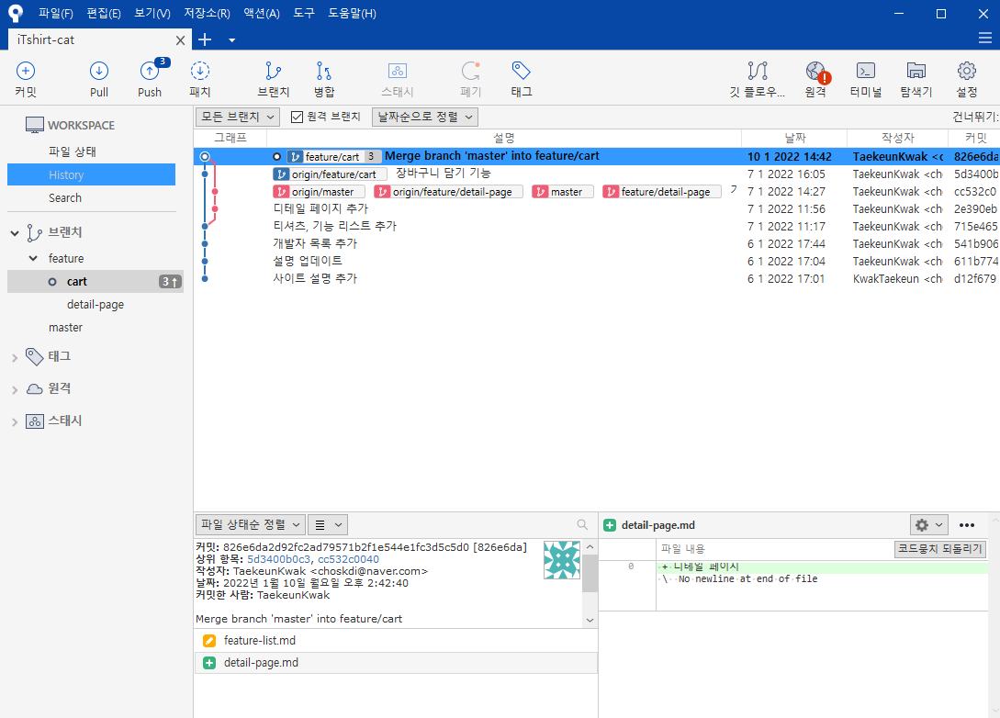 파일(F) 편집(E) 보기(V) 저장소(R) 액션(A) 도구 도움말(H)
iTshirt-cat
커밋 Pull 3 Push 패치 브랜치 병합 스태시 폐기 태그 깃 플로우... 원격 터미널 탐색기 설정
WORKSPACE
파일 상태
History
Search
브랜치
feature
cart 3↑
detail-page
master
태그
원격
스태시
모든 브랜치 원격 브랜치 날짜순으로 정렬 건너뛰기:
그래프 설명 날짜 작성자 커밋
feature/cart 3 Merge branch 'master' into feature/cart 10 1 2022 14:42 TaekeunKwak <c 826e6da
origin/feature/cart 장바구니 담기 기능 7 1 2022 16:05 TaekeunKwak <ch 5d3400b
origin/master origin/feature/detail-page master feature/detail-page 7 1 2022 14:27 TaekeunKwak <ch cc532c0
디테일 페이지 추가 7 1 2022 11:56 TaekeunKwak <ch 2e390eb
티셔츠, 기능 리스트 추가 7 1 2022 11:17 TaekeunKwak <ch 715e465
개발자 목록 추가 6 1 2022 17:44 TaekeunKwak <ch 541b906
설명 업데이트 6 1 2022 17:04 TaekeunKwak <ch 611b774
사이트 설명 추가 6 1 2022 17:01 KwakTaekeun <ch d12f679
파일 상태순 정렬
커밋: 826e6da2d92fc2ad79571b2f1e544e1fc3d5c5d0 [826e6da]
상위 항목: 5d3400b0c3, cc532c0040
작성자: TaekeunKwak <choskdi@naver.com>
날짜: 2022년 1월 10일 월요일 오후 2:42:40
커밋한 사람: TaekeunKwak
Merge branch 'master' into feature/cart
feature-list.md
detail-page.md
detail-page.md
파일 내용 코드뭉치 되돌리기
0 + 디테일 페이지
\ No newline at end of file